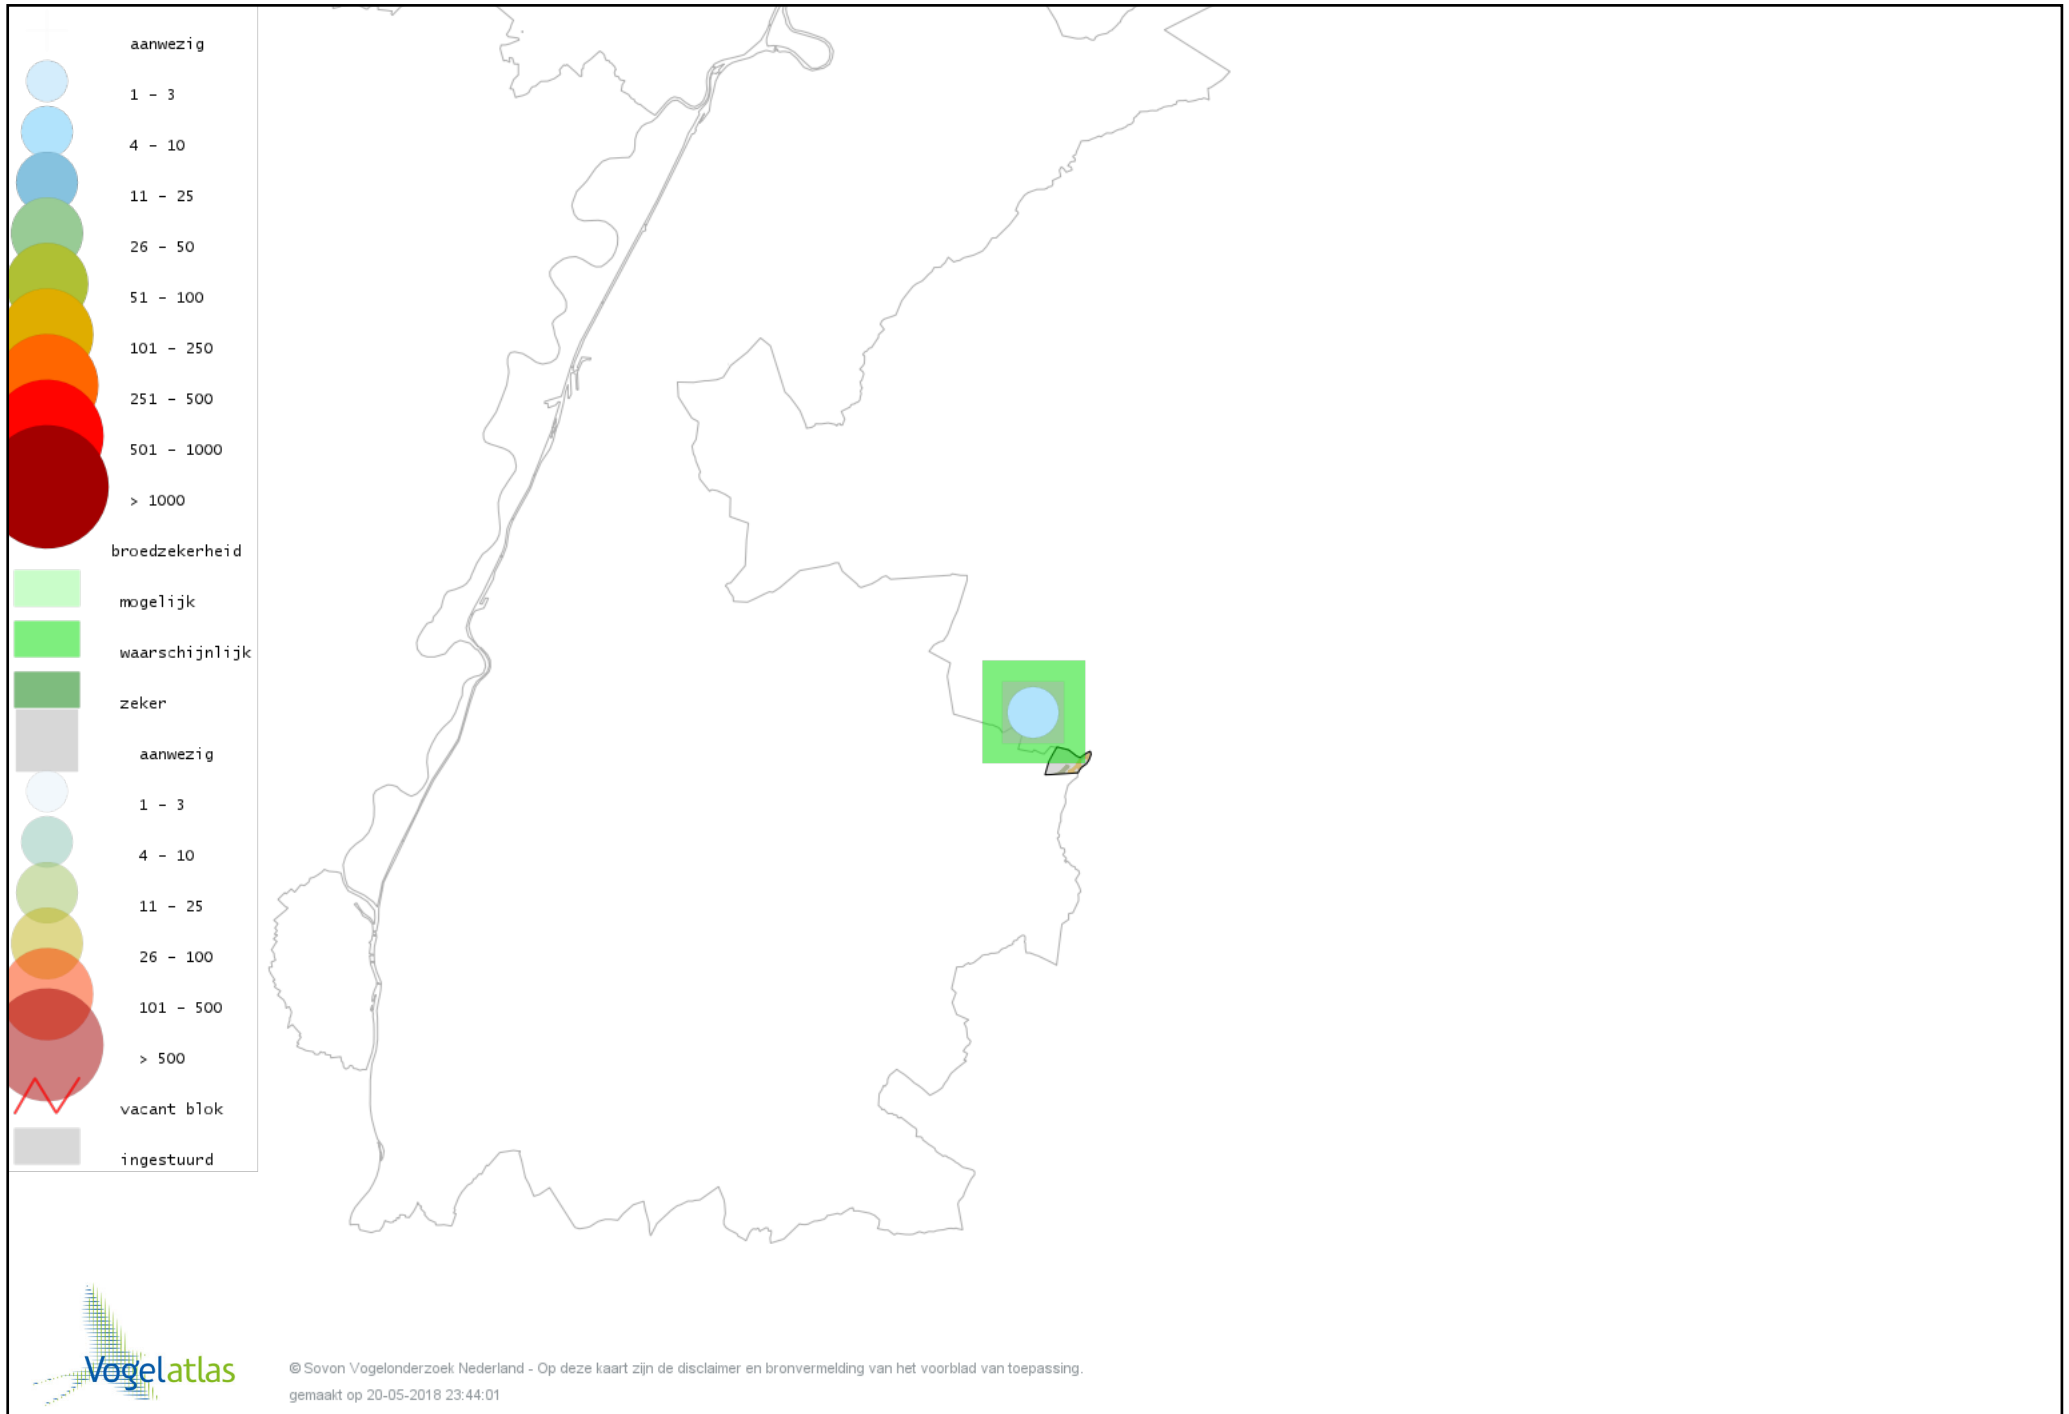 aanwezig
1 - 3
4 - 10
11 - 25
26 - 50
51 - 100
101 - 250
251 - 500
501 - 1000
> 1000
broedzekerheid
mogelijk
waarschijnlijk
zeker
aanwezig
1 - 3
4 - 10
11 - 25
26 - 100
101 - 500
> 500
vacant blok
ingestuurd
Vogelatlas
© Sovon Vogelonderzoek Nederland - Op deze kaart zijn de disclaimer en bronvermelding van het voorblad van toepassing.
gemaakt op 20-05-2018 23:44:01